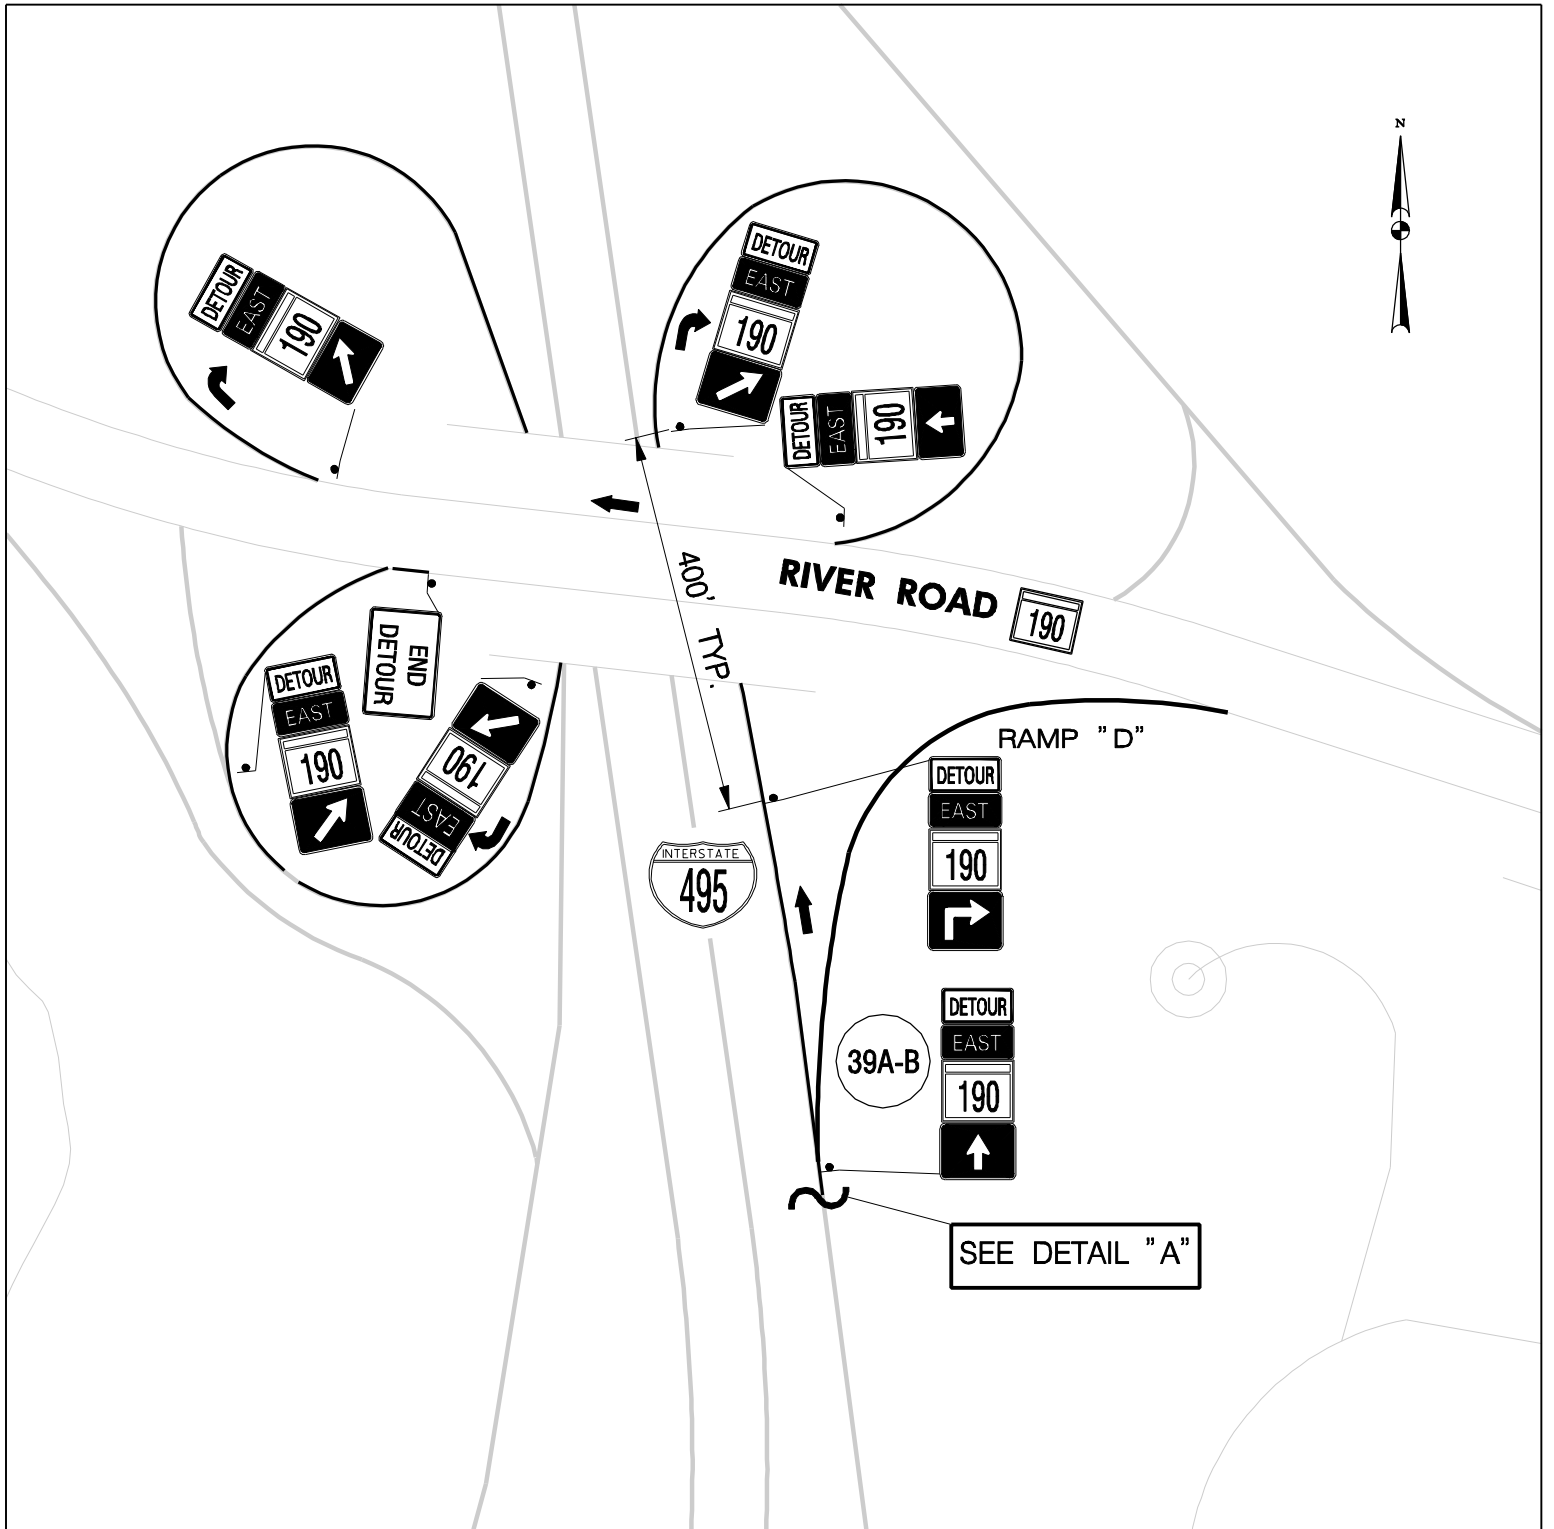 N
DETOUR
EAST
190
DETOUR
EAST
190
DETOUR
EAST
190
RIVER ROAD
190
400' TYP.
END
DETOUR
DETOUR
EAST
190
DETOUR
EAST
190
RAMP "D"
DETOUR
EAST
190
INTERSTATE
495
39A-B
DETOUR
EAST
190
SEE DETAIL "A"